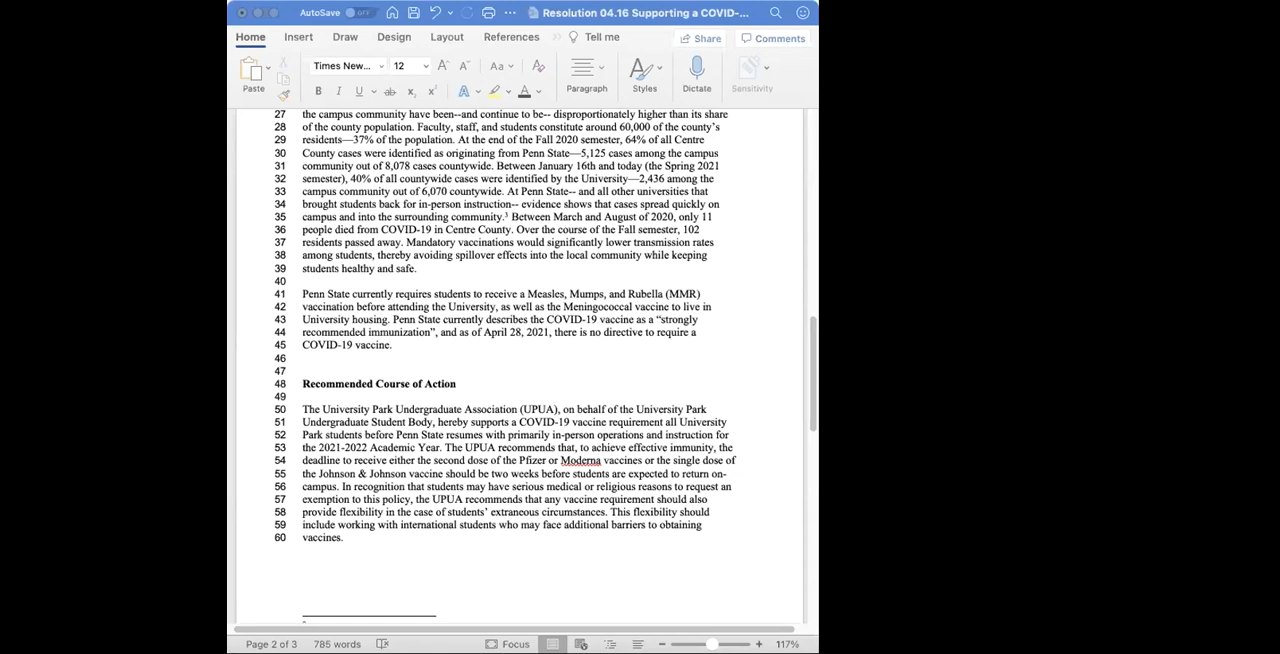 AutoSave OFF Resolution 04.16 Supporting a COVID-...
Home Insert Draw Design Layout References Tell me Share Comments
Times New... 12 Aa
Paste B I U ab x₂ x² A A Paragraph Styles Dictate Sensitivity
27 the campus community have been--and continue to be-- disproportionately higher than its share
28 of the county population. Faculty, staff, and students constitute around 60,000 of the county's
29 residents—37% of the population. At the end of the Fall 2020 semester, 64% of all Centre
30 County cases were identified as originating from Penn State—5,125 cases among the campus
31 community out of 8,078 cases countywide. Between January 16th and today (the Spring 2021
32 semester), 40% of all countywide cases were identified by the University—2,436 among the
33 campus community out of 6,070 countywide. At Penn State-- and all other universities that
34 brought students back for in-person instruction-- evidence shows that cases spread quickly on
35 campus and into the surrounding community.³ Between March and August of 2020, only 11
36 people died from COVID-19 in Centre County. Over the course of the Fall semester, 102
37 residents passed away. Mandatory vaccinations would significantly lower transmission rates
38 among students, thereby avoiding spillover effects into the local community while keeping
39 students healthy and safe.
40
41 Penn State currently requires students to receive a Measles, Mumps, and Rubella (MMR)
42 vaccination before attending the University, as well as the Meningococcal vaccine to live in
43 University housing. Penn State currently describes the COVID-19 vaccine as a “strongly
44 recommended immunization”, and as of April 28, 2021, there is no directive to require a
45 COVID-19 vaccine.
46
47
48 Recommended Course of Action
49
50 The University Park Undergraduate Association (UPUA), on behalf of the University Park
51 Undergraduate Student Body, hereby supports a COVID-19 vaccine requirement all University
52 Park students before Penn State resumes with primarily in-person operations and instruction for
53 the 2021-2022 Academic Year. The UPUA recommends that, to achieve effective immunity, the
54 deadline to receive either the second dose of the Pfizer or Moderna vaccines or the single dose of
55 the Johnson & Johnson vaccine should be two weeks before students are expected to return on-
56 campus. In recognition that students may have serious medical or religious reasons to request an
57 exemption to this policy, the UPUA recommends that any vaccine requirement should also
58 provide flexibility in the case of students' extraneous circumstances. This flexibility should
59 include working with international students who may face additional barriers to obtaining
60 vaccines.
Page 2 of 3 785 words Focus 117%